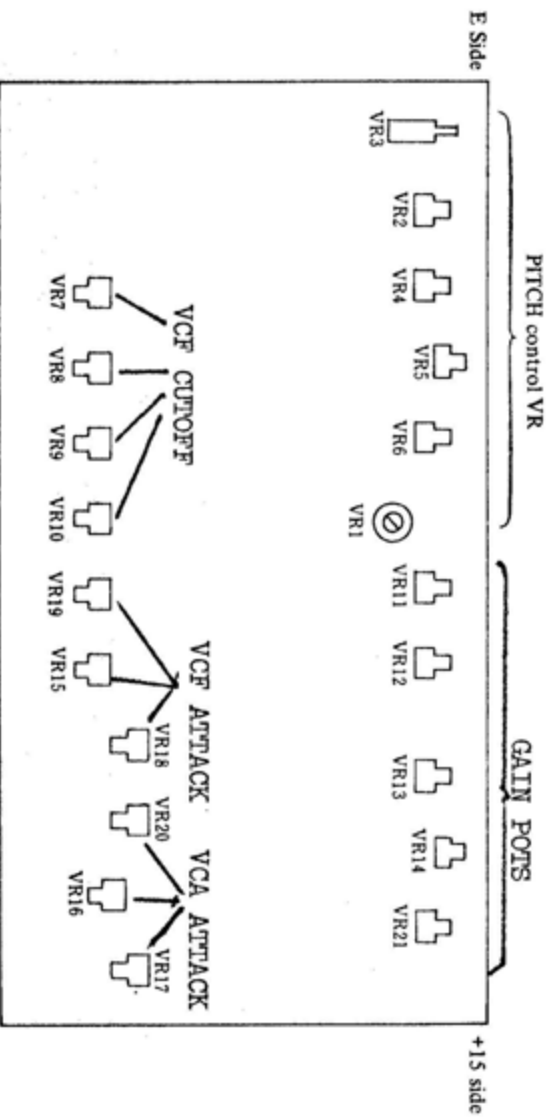 PITCH control VR
GAIN POTS
E Side
+15 side
VR3
VR2
VR4
VR5
VR6
VR1
VR11
VR12
VR13
VR14
VR21
VCF CUTOFF
VCF ATTACK
VCA ATTACK
VR7
VR8
VR9
VR10
VR19
VR15
VR18
VR20
VR16
VR17